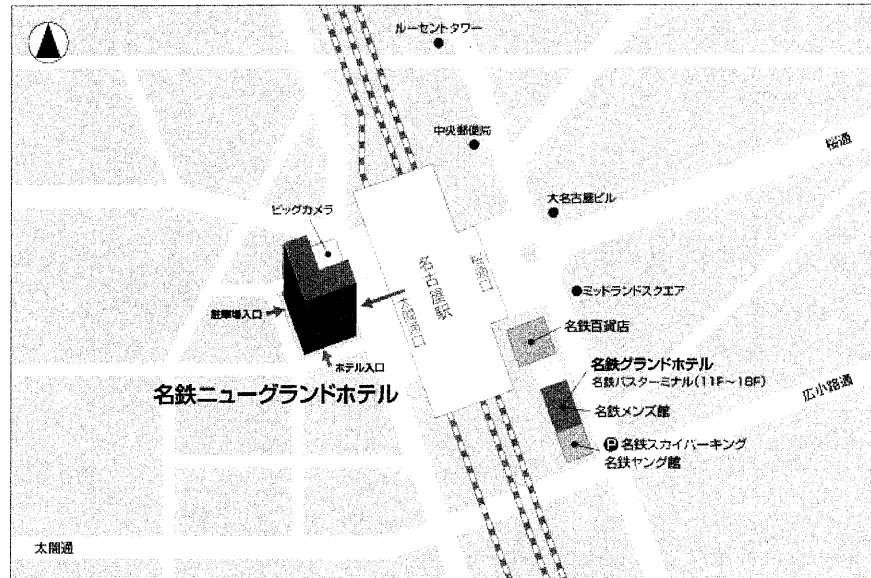 ルーセントタワー
中央郵便局
桜通
大名古屋ビル
ビッグカメラ
名古屋駅
桜通口
太閤通口
ミッドランドスクエア
駐車場入口
名鉄百貨店
ホテル入口
名鉄ニューグランドホテル
名鉄グランドホテル
名鉄バスターミナル(11F〜18F)
広小路通
名鉄メンズ館
P 名鉄スカイパーキング
名鉄ヤング館
太閤通